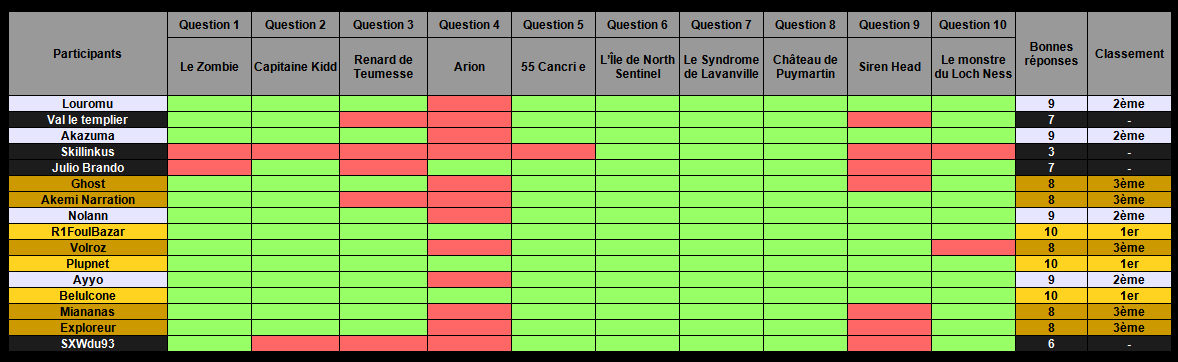 Participants
Question 1
Question 2
Question 3
Question 4
Question 5
Question 6
Question 7
Question 8
Question 9
Question 10
Bonnes
réponses
Classement
Le Zombie
Capitaine Kidd
Renard de
Teumesse
Arion
55 Cancri e
L'Île de North
Sentinel
Le Syndrome
de Lavanville
Château de
Puymartin
Siren Head
Le monstre
du Loch Ness
Louromu 9 2ème
Val le templier 7 -
Akazuma 9 2ème
Skillinkus 3 -
Julio Brando 7 -
Ghost 8 3ème
Akemi Narration 8 3ème
Nolann 9 2ème
R1FoulBazar 10 1er
Volroz 8 3ème
Plupnet 10 1er
Ayyo 9 2ème
Belulcone 10 1er
Miananas 8 3ème
Exploreur 8 3ème
SXWdu93 6 -